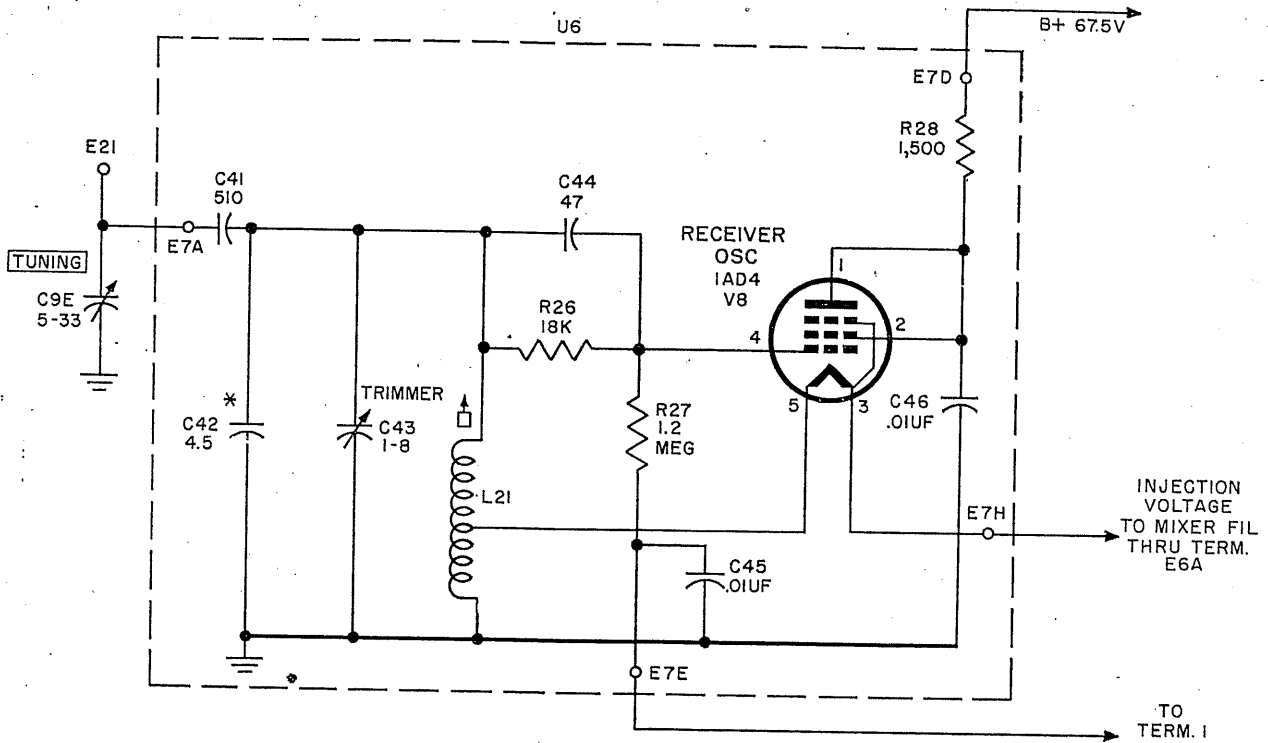 U6
B+ 67.5V
E7D
R28
1,500
E21
C41
510
E7A
C44
47
RECEIVER
OSC
1AD4
V8
1
TUNING
C9E
5-33
R26
18K
4
2
*
C42
4.5
TRIMMER
C43
1-8
R27
1.2
MEG
5
3
C46
.01UF
L21
E7H
INJECTION
VOLTAGE
TO MIXER FIL
THRU TERM.
E6A
C45
.01UF
E7E
TO
TERM. 1